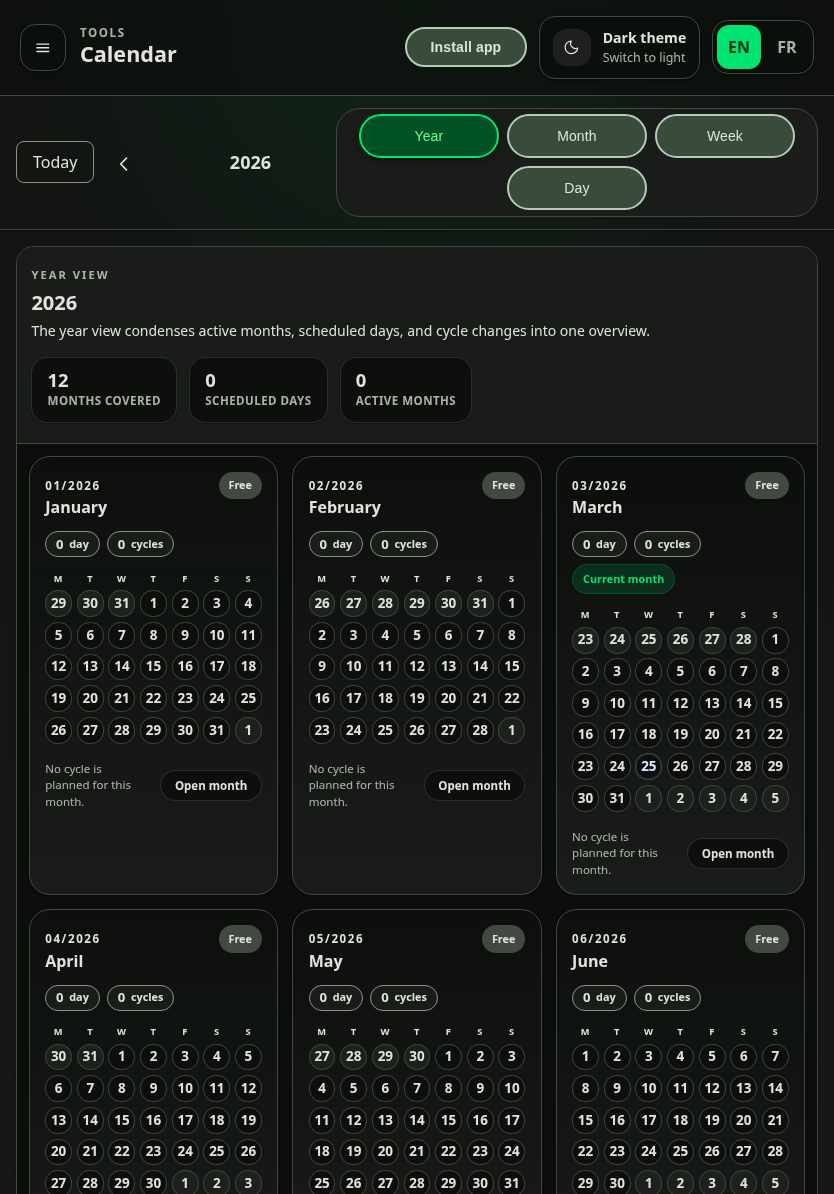 TOOLS
Calendar
Install app
Dark theme
Switch to light
EN
FR
Today
2026
Year
Month
Week
Day
YEAR VIEW
2026
The year view condenses active months, scheduled days, and cycle changes into one overview.
12
MONTHS COVERED
0
SCHEDULED DAYS
0
ACTIVE MONTHS
01/2026
Free
January
0 day
0 cycles
M T W T F S S
29 30 31 1 2 3 4
5 6 7 8 9 10 11
12 13 14 15 16 17 18
19 20 21 22 23 24 25
26 27 28 29 30 31 1
No cycle is
planned for this
month.
Open month
02/2026
Free
February
0 day
0 cycles
M T W T F S S
26 27 28 29 30 31 1
2 3 4 5 6 7 8
9 10 11 12 13 14 15
16 17 18 19 20 21 22
23 24 25 26 27 28 1
No cycle is
planned for this
month.
Open month
03/2026
Free
March
0 day
0 cycles
Current month
M T W T F S S
23 24 25 26 27 28 1
2 3 4 5 6 7 8
9 10 11 12 13 14 15
16 17 18 19 20 21 22
23 24 25 26 27 28 29
30 31 1 2 3 4 5
No cycle is
planned for this
month.
Open month
04/2026
Free
April
0 day
0 cycles
M T W T F S S
30 31 1 2 3 4 5
6 7 8 9 10 11 12
13 14 15 16 17 18 19
20 21 22 23 24 25 26
27 28 29 30 1 2 3
05/2026
Free
May
0 day
0 cycles
M T W T F S S
27 28 29 30 1 2 3
4 5 6 7 8 9 10
11 12 13 14 15 16 17
18 19 20 21 22 23 24
25 26 27 28 29 30 31
06/2026
Free
June
0 day
0 cycles
M T W T F S S
1 2 3 4 5 6 7
8 9 10 11 12 13 14
15 16 17 18 19 20 21
22 23 24 25 26 27 28
29 30 1 2 3 4 5